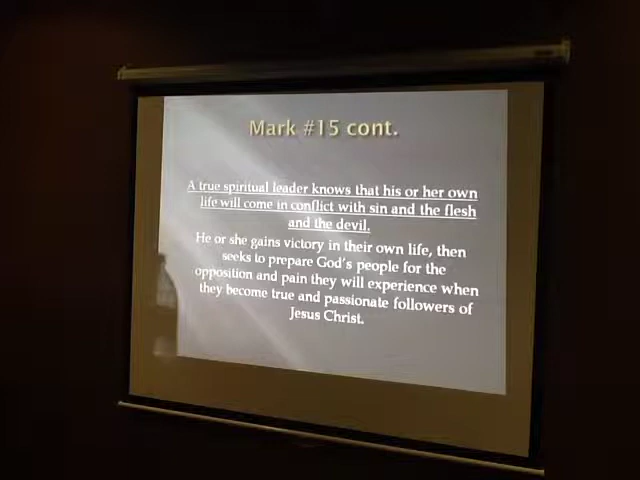 Mark #15 cont.
A true spiritual leader knows that his or her own
life will come in conflict with sin and the flesh
and the devil.
He or she gains victory in their own life, then
seeks to prepare God's people for the
opposition and pain they will experience when
they become true and passionate followers of
Jesus Christ.